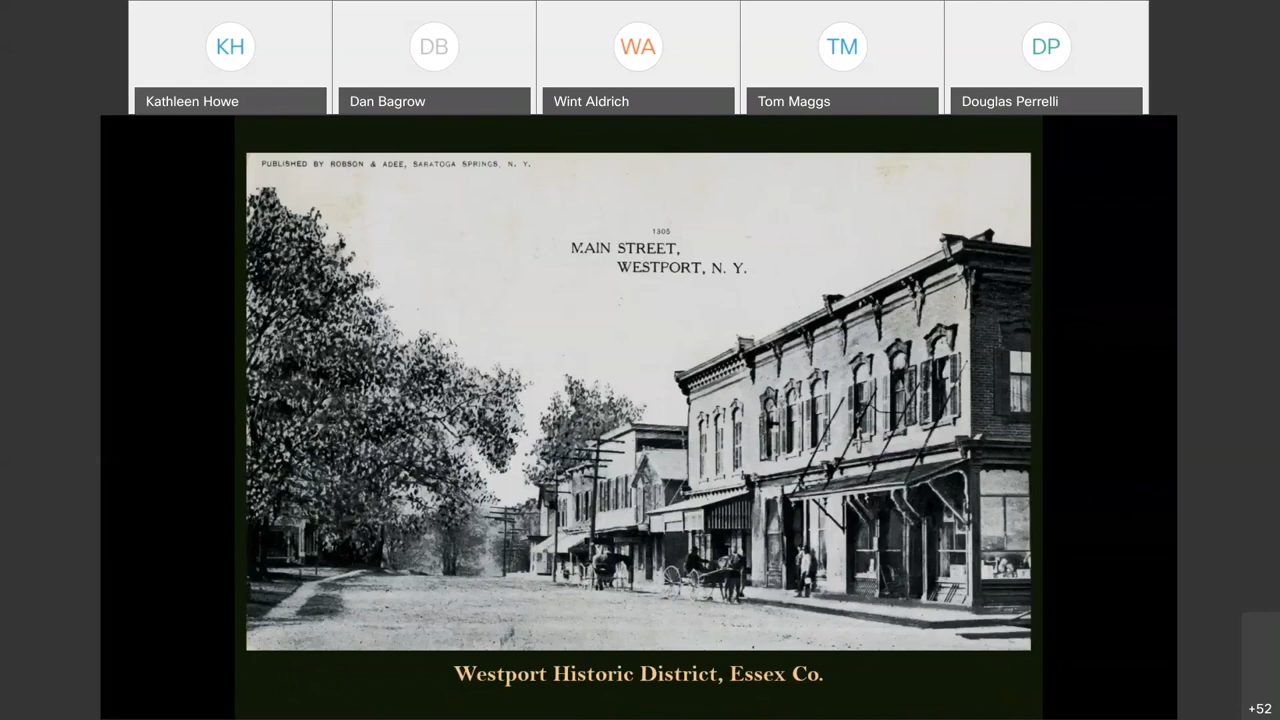 KH
DB
WA
TM
DP
Kathleen Howe
Dan Bagrow
Wint Aldrich
Tom Maggs
Douglas Perrelli
PUBLISHED BY ROBSON & ADEE, SARATOGA SPRINGS, N. Y.
1305
MAIN STREET,
WESTPORT, N. Y.
Westport Historic District, Essex Co.
+52